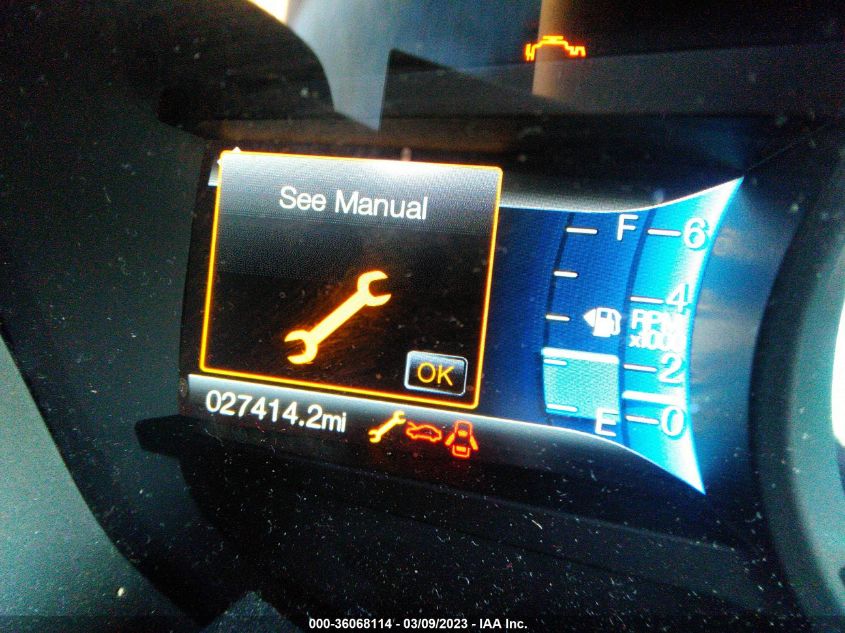 See Manual
OK
027414.2mi
F
6
4
RPM
x1000
2
E
0
000-36068114 - 03/09/2023 - IAA Inc.